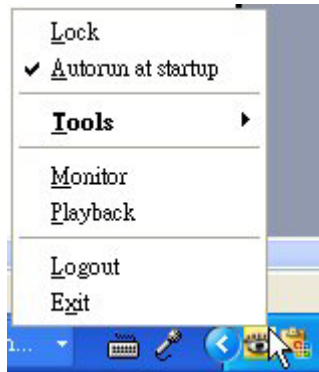 Lock
Autorun at startup
Tools
Monitor
Playback
Logout
Exit
n...